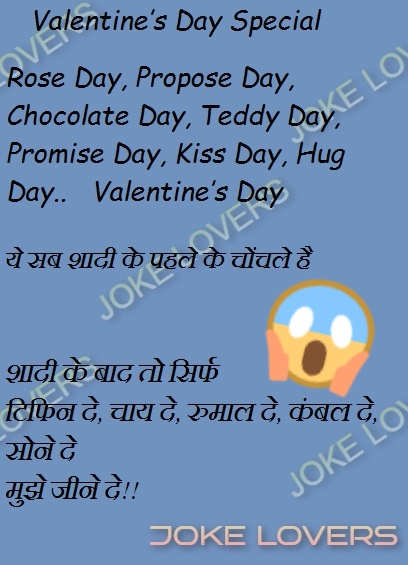 Valentine's Day Special
Rose Day, Propose Day,
Chocolate Day, Teddy Day,
Promise Day, Kiss Day, Hug
Day.. Valentine's Day
ये सब शादी के प्रहले के चोंचले है
शादी के बाद तो सिर्फ
टिफिन दे, चाय दे, रुमाल दे, कंबल दे,
सोने दे
मुझे जीने दे!!
JOKE LOVERS
JOKE LOVERS
JOKE LOVERS
JOKE LOVERS
JOKE LOVERS
JOKE LOVERS